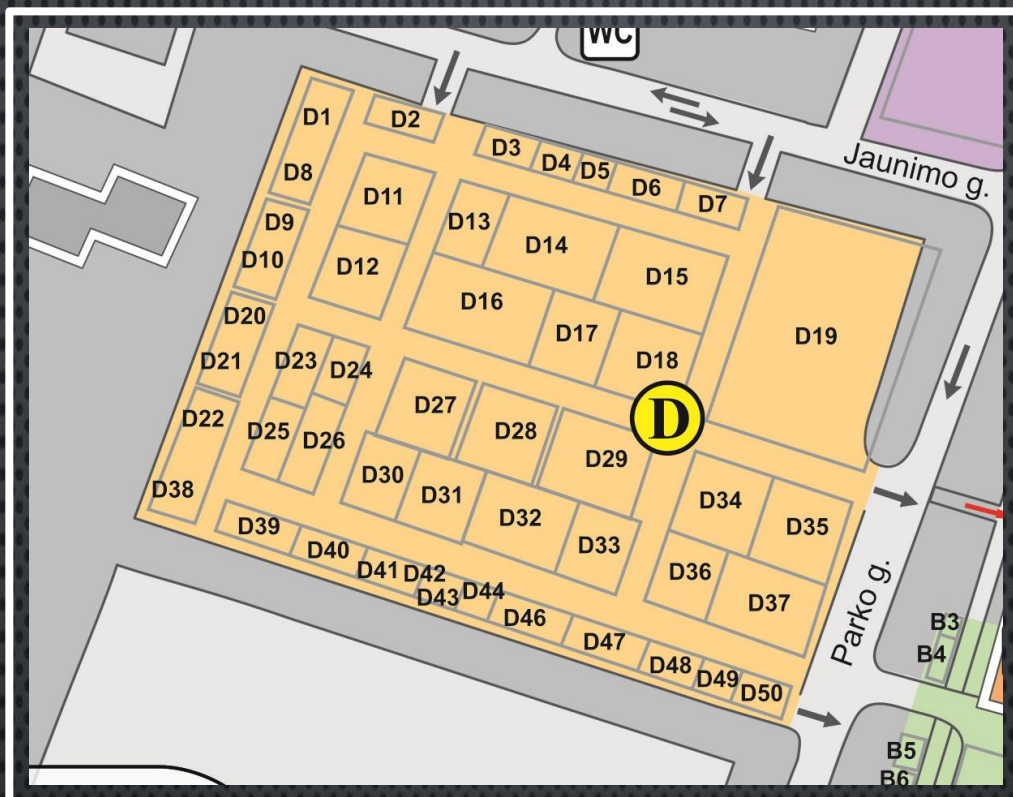 WC
Jaunimo g.
D1
D2
D3
D4
D5
D6
D7
D8
D9
D10
D11
D12
D13
D14
D15
D16
D17
D18
D19
D20
D21
D22
D23
D24
D25
D26
D27
D28
D29
D
D30
D31
D32
D33
D34
D35
D36
D37
D38
D39
D40
D41
D42
D43
D44
D46
D47
D48
D49
D50
Parko g.
B3
B4
B5
B6